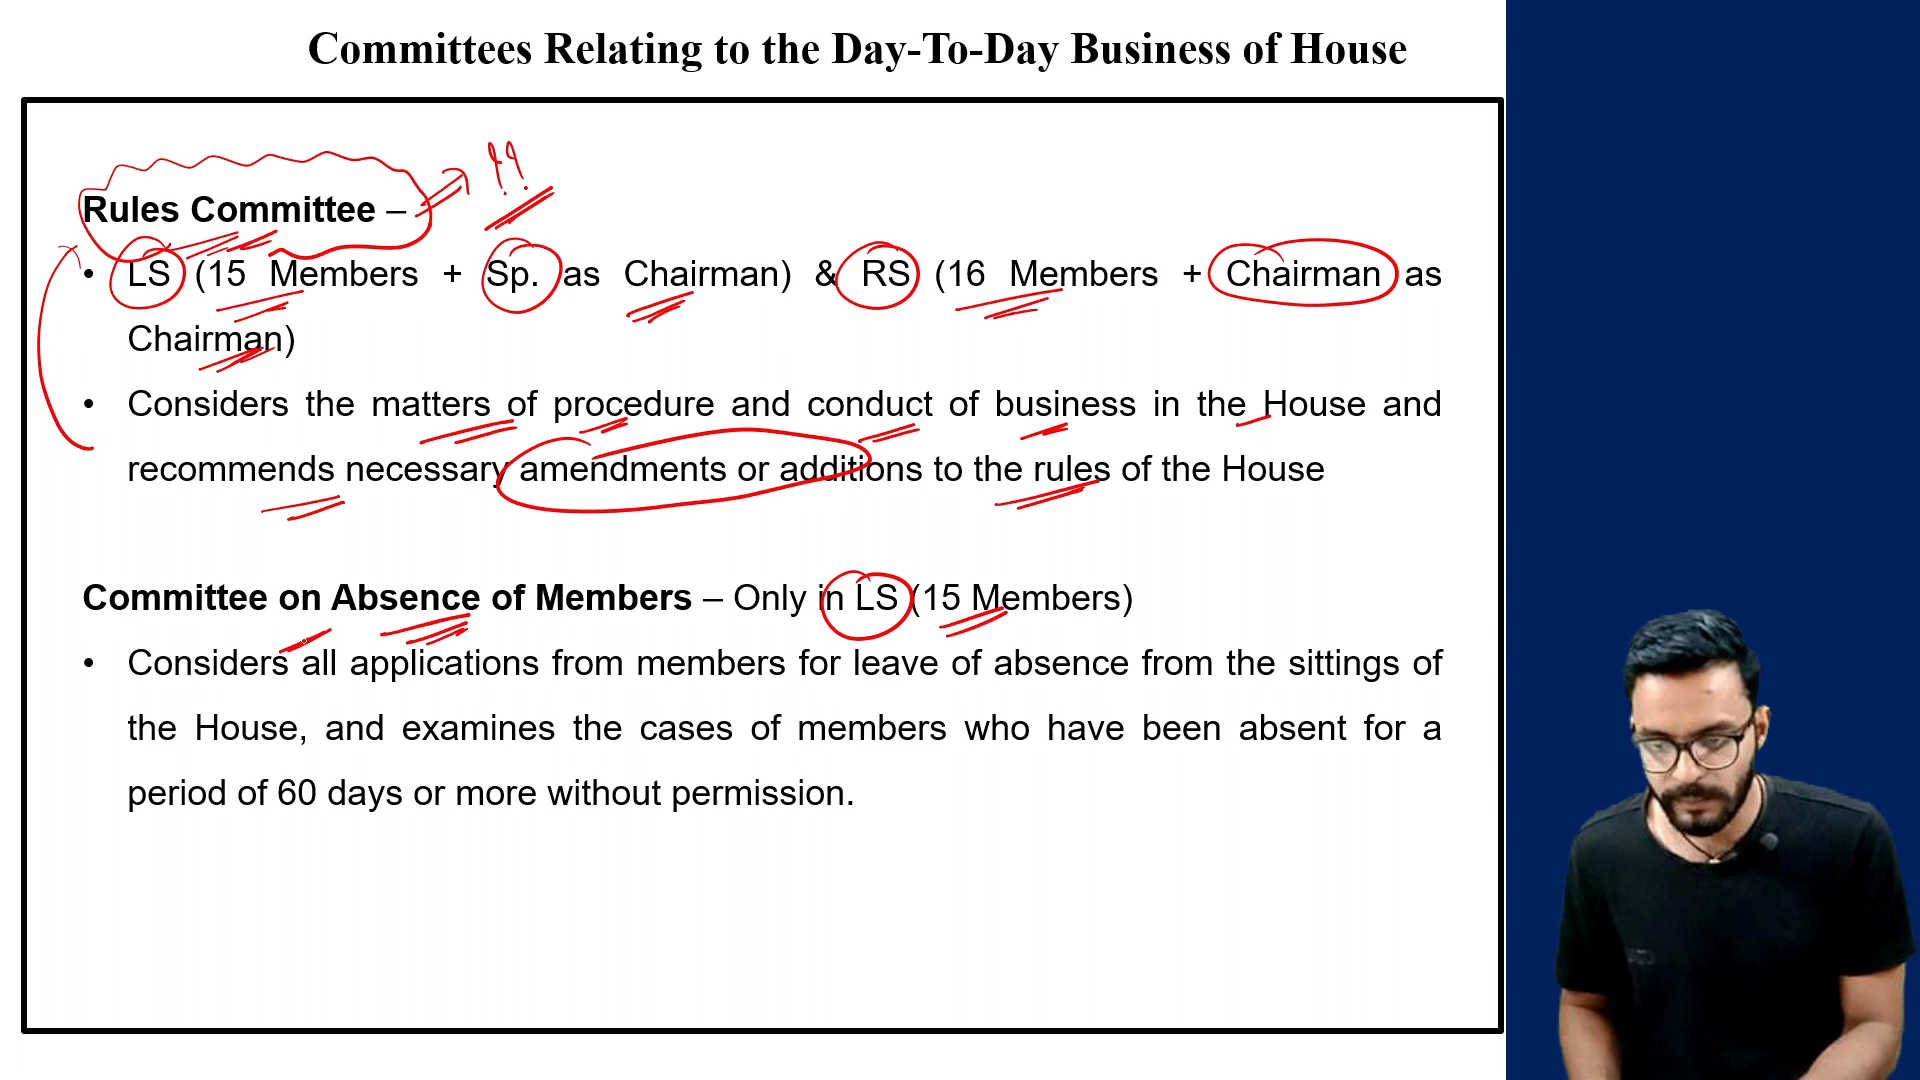 Committees Relating to the Day-To-Day Business of House
Rules Committee –
• LS (15 Members + Sp. as Chairman) & RS (16 Members + Chairman as
Chairman)
• Considers the matters of procedure and conduct of business in the House and
recommends necessary amendments or additions to the rules of the House
Committee on Absence of Members – Only in LS (15 Members)
• Considers all applications from members for leave of absence from the sittings of
the House, and examines the cases of members who have been absent for a
period of 60 days or more without permission.